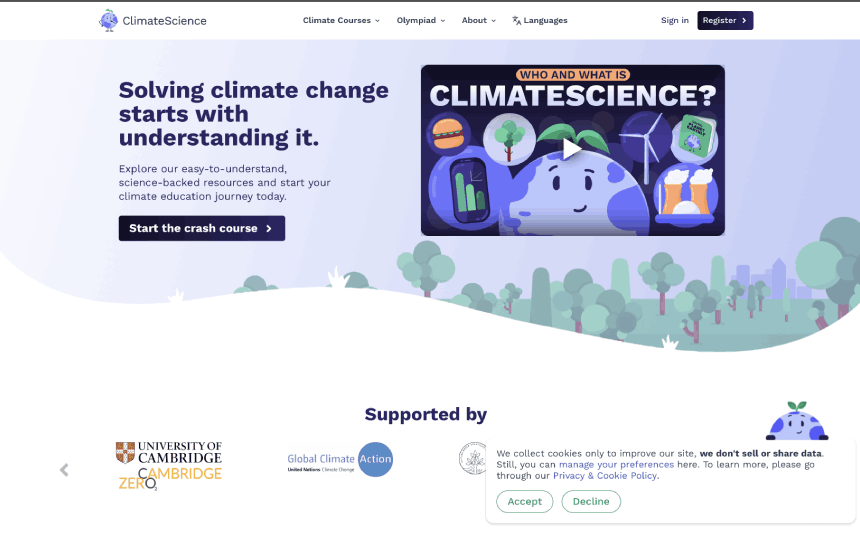 ClimateScience
Climate Courses
Olympiad
About
Languages
Sign in
Register
Solving climate change
starts with
understanding it.
Explore our easy-to-understand,
science-backed resources and start your
climate education journey today.
Start the crash course
WHO AND WHAT IS
CLIMATESCIENCE?
Supported by
UNIVERSITY OF
CAMBRIDGE
CAMBRIDGE
ZERO
Global Climate Action
United Nations Climate Change
We collect cookies only to improve our site, we don't sell or share data.
Still, you can manage your preferences here. To learn more, please go
through our Privacy & Cookie Policy.
Accept
Decline